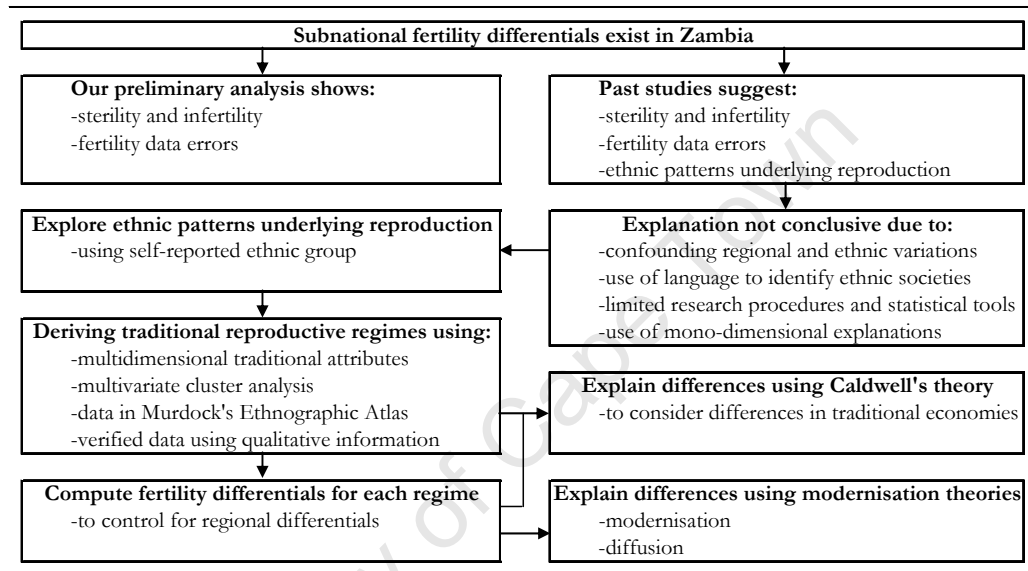 Subnational fertility differentials exist in Zambia
Our preliminary analysis shows:
-sterility and infertility
-fertility data errors
Past studies suggest:
-sterility and infertility
-fertility data errors
-ethnic patterns underlying reproduction
Explore ethnic patterns underlying reproduction
-using self-reported ethnic group
Explanation not conclusive due to:
-confounding regional and ethnic variations
-use of language to identify ethnic societies
-limited research procedures and statistical tools
-use of mono-dimensional explanations
Deriving traditional reproductive regimes using:
-multidimensional traditional attributes
-multivariate cluster analysis
-data in Murdock's Ethnographic Atlas
-verified data using qualitative information
Explain differences using Caldwell's theory
-to consider differences in traditional economies
Compute fertility differentials for each regime
-to control for regional differentials
Explain differences using modernisation theories
-modernisation
-diffusion
y of Cape Town